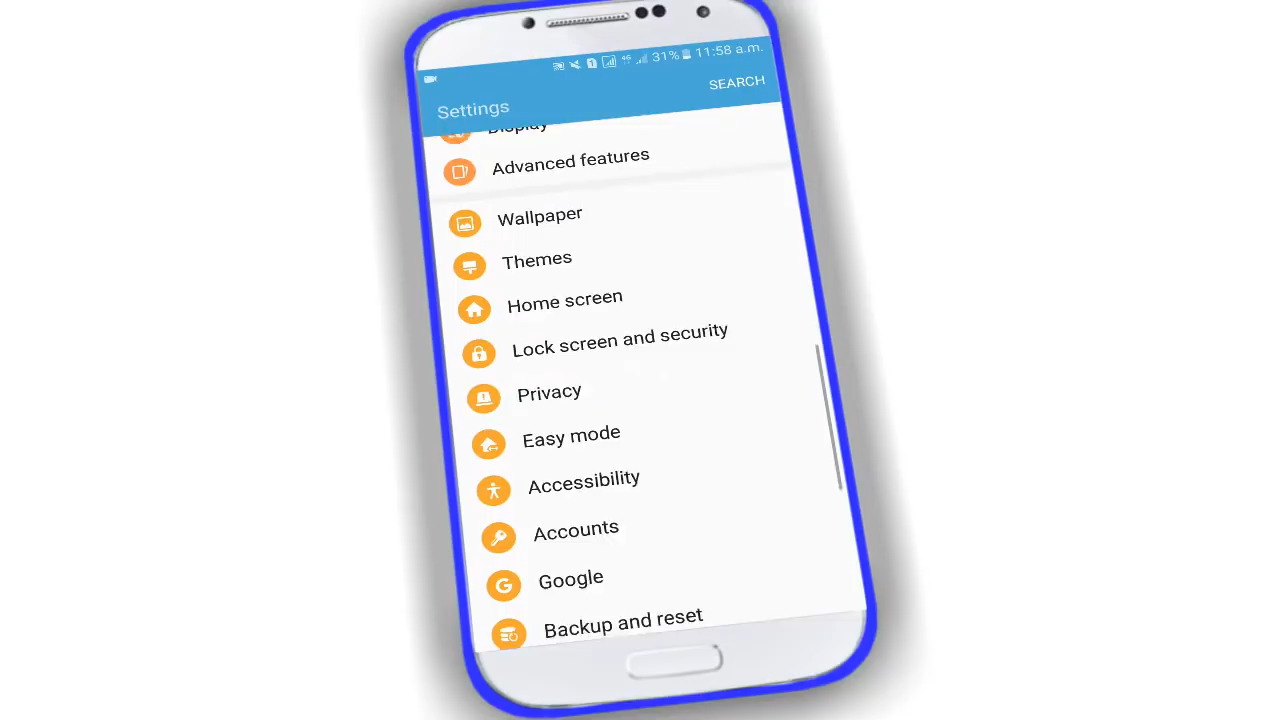 4G 31% 11:58 a.m.
Settings
SEARCH
Display
Advanced features
Wallpaper
Themes
Home screen
Lock screen and security
Privacy
Easy mode
Accessibility
Accounts
Google
Backup and reset